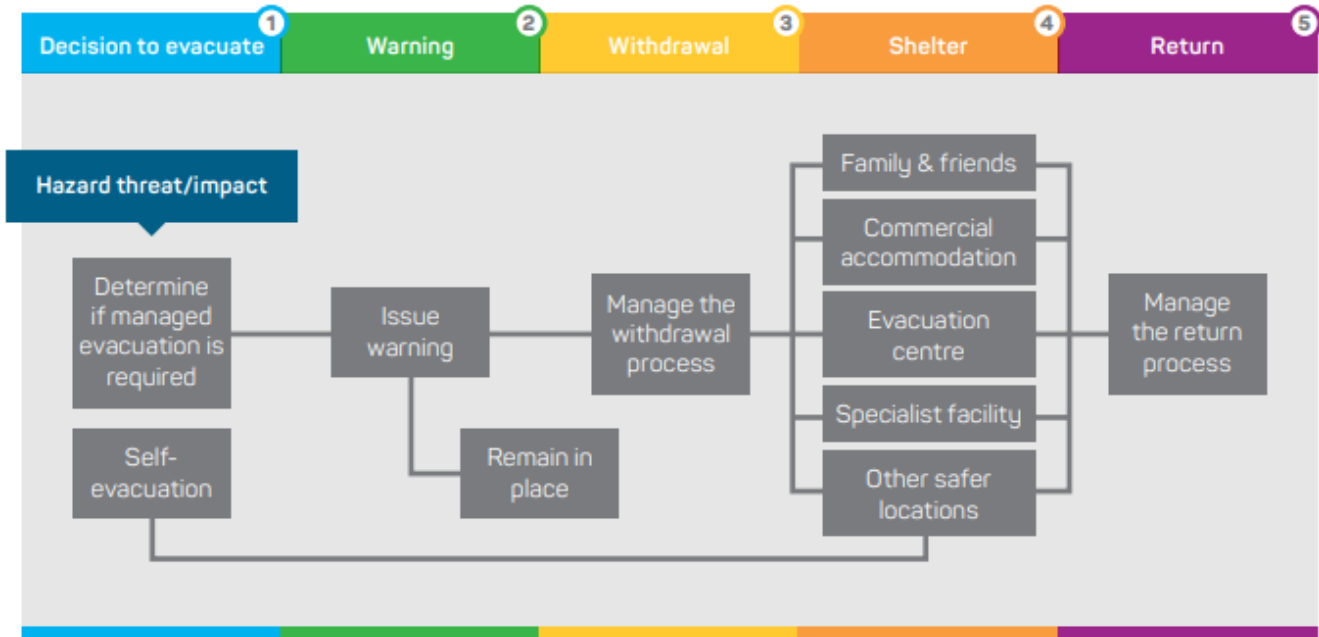 Decision to evacuate
1
Warning
2
Withdrawal
3
Shelter
4
Return
5
Hazard threat/impact
Determine
if managed
evacuation is
required
Self-
evacuation
Issue
warning
Remain in
place
Manage the
withdrawal
process
Family & friends
Commercial
accommodation
Evacuation
centre
Specialist facility
Other safer
locations
Manage
the return
process